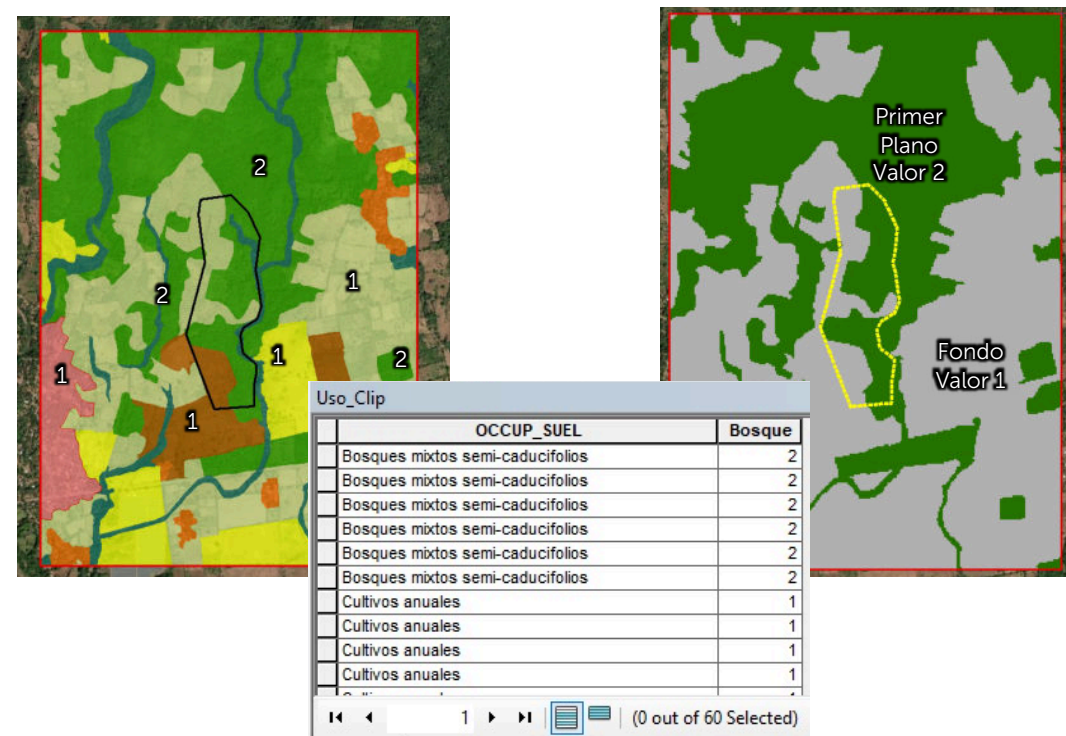 2
2
1
1
1
2
1
Primer
Plano
Valor 2
Fondo
Valor 1
Uso_Clip
OCCUP_SUEL Bosque
Bosques mixtos semi-caducifolios 2
Bosques mixtos semi-caducifolios 2
Bosques mixtos semi-caducifolios 2
Bosques mixtos semi-caducifolios 2
Bosques mixtos semi-caducifolios 2
Bosques mixtos semi-caducifolios 2
Cultivos anuales 1
Cultivos anuales 1
Cultivos anuales 1
Cultivos anuales 1
1 (0 out of 60 Selected)